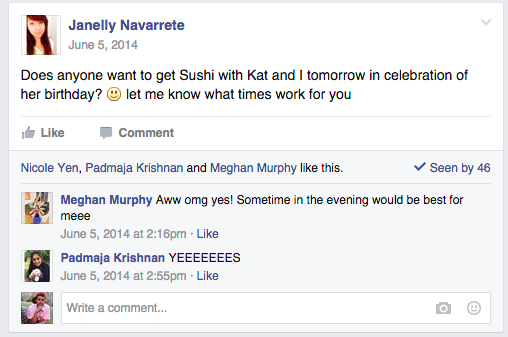 Janelly Navarrete
June 5, 2014
Does anyone want to get Sushi with Kat and I tomorrow in celebration of
her birthday? 🙂 let me know what times work for you
Like Comment
Nicole Yen, Padmaja Krishnan and Meghan Murphy like this. Seen by 46
Meghan Murphy Aww omg yes! Sometime in the evening would be best for
meee
June 5, 2014 at 2:16pm · Like
Padmaja Krishnan YEEEEEEES
June 5, 2014 at 2:55pm · Like
Write a comment...